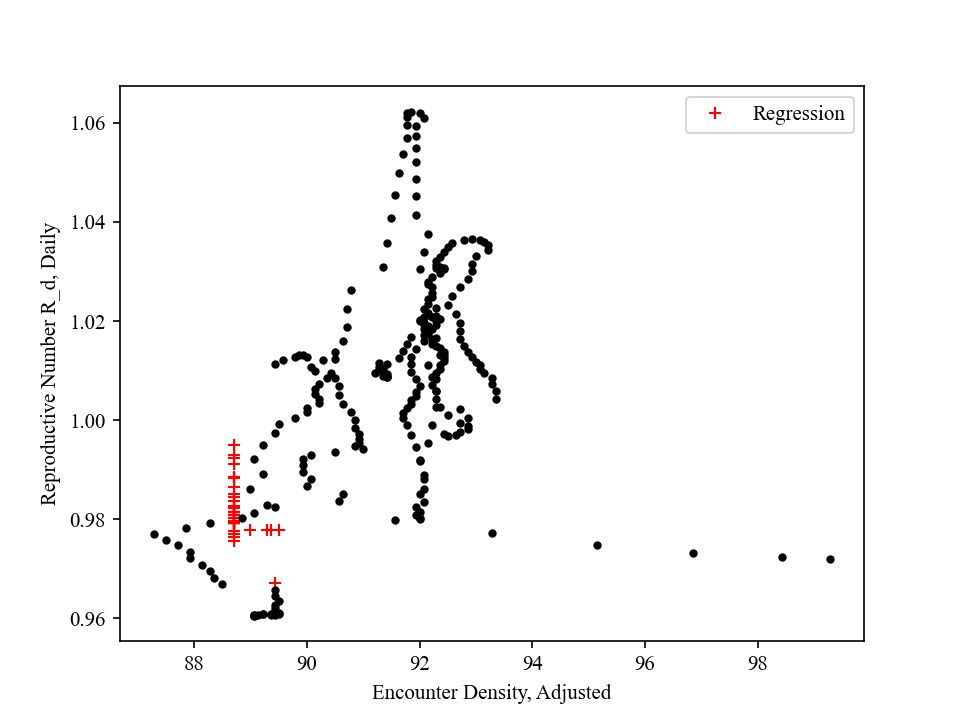 Regression
1.06
1.04
1.02
1.00
0.98
0.96
Reproductive Number R_d, Daily
88 90 92 94 96 98
Encounter Density, Adjusted